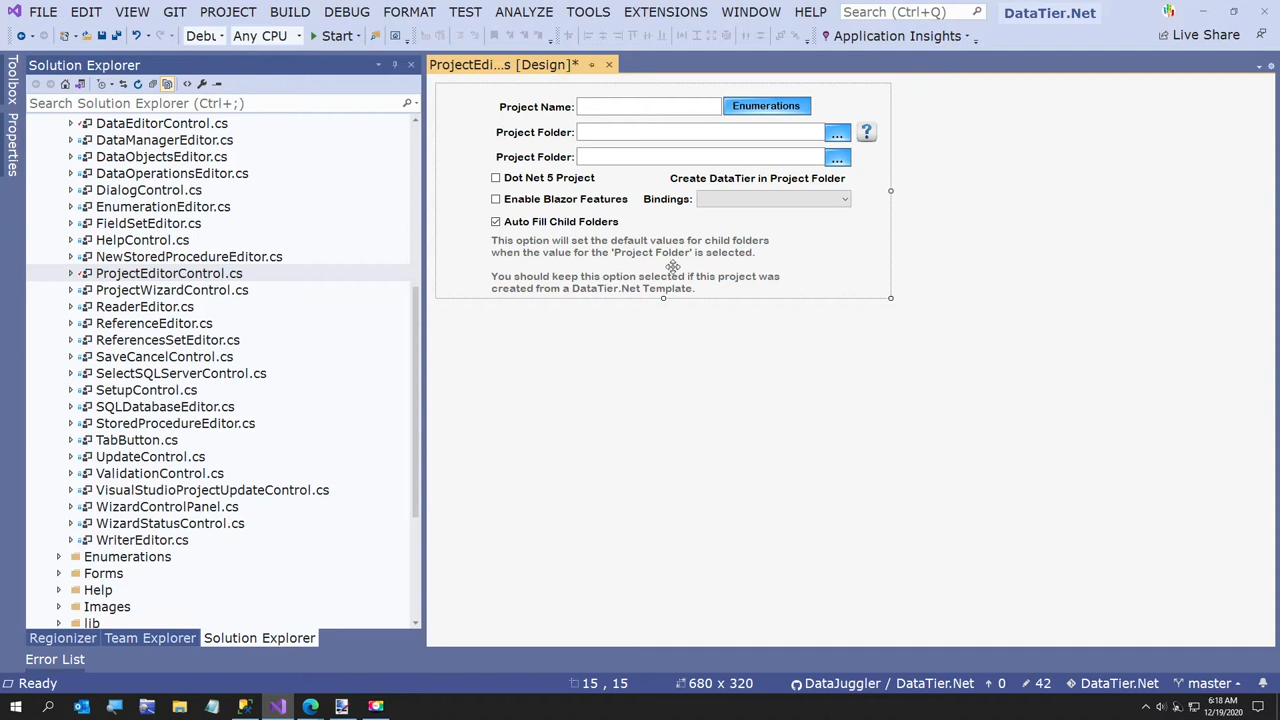 FILE EDIT VIEW GIT PROJECT BUILD DEBUG FORMAT TEST ANALYZE TOOLS EXTENSIONS WINDOW HELP Search (Ctrl+Q) DataTier.Net
Debu Any CPU Start Application Insights Live Share
Toolbox
Properties
Solution Explorer
Search Solution Explorer (Ctrl+;)
DataEditorControl.cs
DataManagerEditor.cs
DataObjectsEditor.cs
DataOperationsEditor.cs
DialogControl.cs
EnumerationEditor.cs
FieldSetEditor.cs
HelpControl.cs
NewStoredProcedureEditor.cs
ProjectEditorControl.cs
ProjectWizardControl.cs
ReaderEditor.cs
ReferenceEditor.cs
ReferencesSetEditor.cs
SaveCancelControl.cs
SelectSQLServerControl.cs
SetupControl.cs
SQLDatabaseEditor.cs
StoredProcedureEditor.cs
TabButton.cs
UpdateControl.cs
ValidationControl.cs
VisualStudioProjectUpdateControl.cs
WizardControlPanel.cs
WizardStatusControl.cs
WriterEditor.cs
Enumerations
Forms
Help
Images
lib
Regionizer Team Explorer Solution Explorer
ProjectEdi...s [Design]*
Project Name: Enumerations
Project Folder: ... ?
Project Folder: ...
Dot Net 5 Project Create DataTier in Project Folder
Enable Blazor Features Bindings:
Auto Fill Child Folders
This option will set the default values for child folders
when the value for the 'Project Folder' is selected.
You should keep this option selected if this project was
created from a DataTier.Net Template.
Error List
Ready 15 , 15 680 x 320 DataJuggler / DataTier.Net 0 42 DataTier.Net master
6:18 AM
12/19/2020